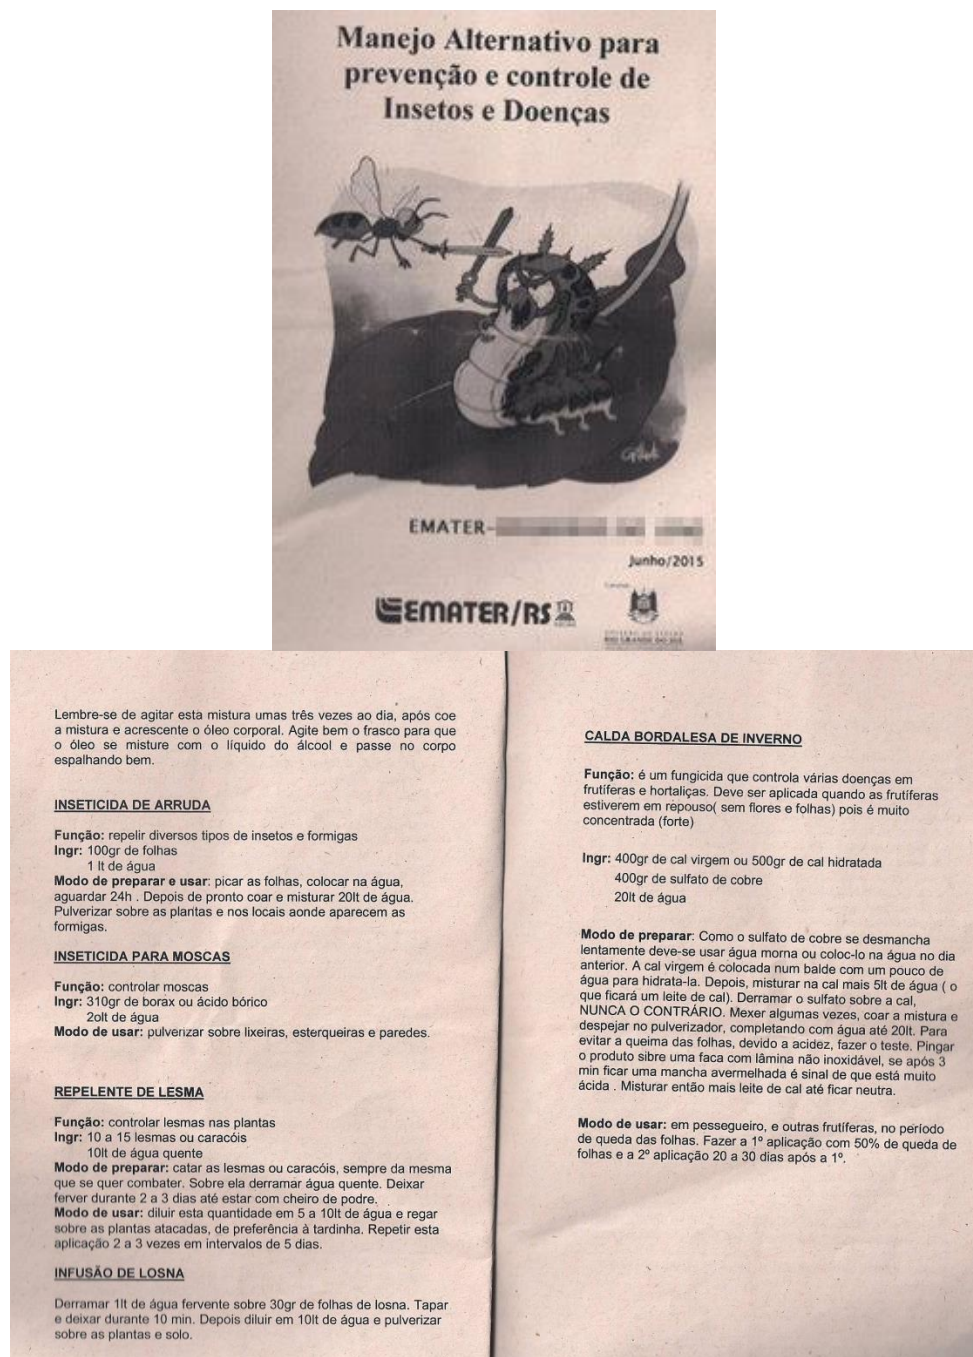 Manejo Alternativo para
prevenção e controle de
Insetos e Doenças
EMATER-
Junho/2015
EMATER/RS
RIO GRANDE DO SUL
Lembre-se de agitar esta mistura umas três vezes ao dia, após coe
a mistura e acrescente o óleo corporal. Agite bem o frasco para que
o óleo se misture com o líquido do álcool e passe no corpo
espalhando bem.
INSETICIDA DE ARRUDA
Função: repelir diversos tipos de insetos e formigas
Ingr: 100gr de folhas
1 lt de água
Modo de preparar e usar: picar as folhas, colocar na água,
aguardar 24h . Depois de pronto coar e misturar 20lt de água.
Pulverizar sobre as plantas e nos locais aonde aparecem as
formigas.
INSETICIDA PARA MOSCAS
Função: controlar moscas
Ingr: 310gr de borax ou ácido bórico
2olt de água
Modo de usar: pulverizar sobre lixeiras, esterqueiras e paredes.
REPELENTE DE LESMA
Função: controlar lesmas nas plantas
Ingr: 10 a 15 lesmas ou caracóis
10lt de água quente
Modo de preparar: catar as lesmas ou caracóis, sempre da mesma
que se quer combater. Sobre ela derramar água quente. Deixar
ferver durante 2 a 3 dias até estar com cheiro de podre.
Modo de usar: diluir esta quantidade em 5 a 10lt de água e regar
sobre as plantas atacadas, de preferência à tardinha. Repetir esta
aplicação 2 a 3 vezes em intervalos de 5 dias.
INFUSÃO DE LOSNA
Derramar 1lt de água fervente sobre 30gr de folhas de losna. Tapar
e deixar durante 10 min. Depois diluir em 10lt de água e pulverizar
sobre as plantas e solo.
CALDA BORDALESA DE INVERNO
Função: é um fungicida que controla várias doenças em
frutíferas e hortaliças. Deve ser aplicada quando as frutíferas
estiverem em repouso( sem flores e folhas) pois é muito
concentrada (forte)
Ingr: 400gr de cal virgem ou 500gr de cal hidratada
400gr de sulfato de cobre
20lt de água
Modo de preparar: Como o sulfato de cobre se desmancha
lentamente deve-se usar água morna ou coloc-lo na água no dia
anterior. A cal virgem é colocada num balde com um pouco de
água para hidrata-la. Depois, misturar na cal mais 5lt de água ( o
que ficará um leite de cal). Derramar o sulfato sobre a cal,
NUNCA O CONTRÁRIO. Mexer algumas vezes, coar a mistura e
despejar no pulverizador, completando com água até 20lt. Para
evitar a queima das folhas, devido a acidez, fazer o teste. Pingar
o produto sibre uma faca com lâmina não inoxidável, se após 3
min ficar uma mancha avermelhada é sinal de que está muito
ácida . Misturar então mais leite de cal até ficar neutra.
Modo de usar: em pessegueiro, e outras frutíferas, no período
de queda das folhas. Fazer a 1º aplicação com 50% de queda de
folhas e a 2º aplicação 20 a 30 dias após a 1º.